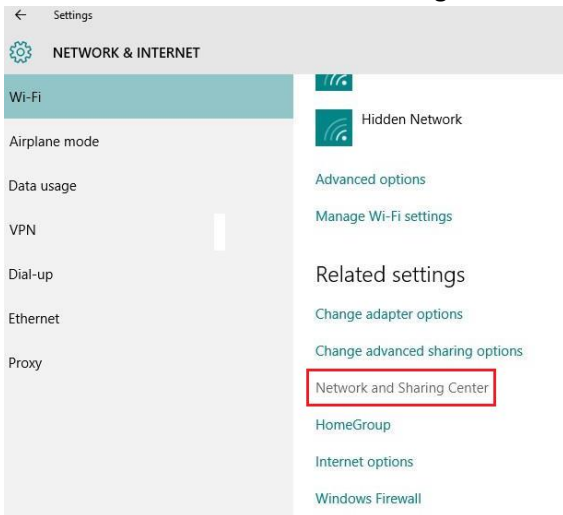 Settings
NETWORK & INTERNET
Wi-Fi
Airplane mode
Data usage
VPN
Dial-up
Ethernet
Proxy
Hidden Network
Advanced options
Manage Wi-Fi settings
Related settings
Change adapter options
Change advanced sharing options
Network and Sharing Center
HomeGroup
Internet options
Windows Firewall